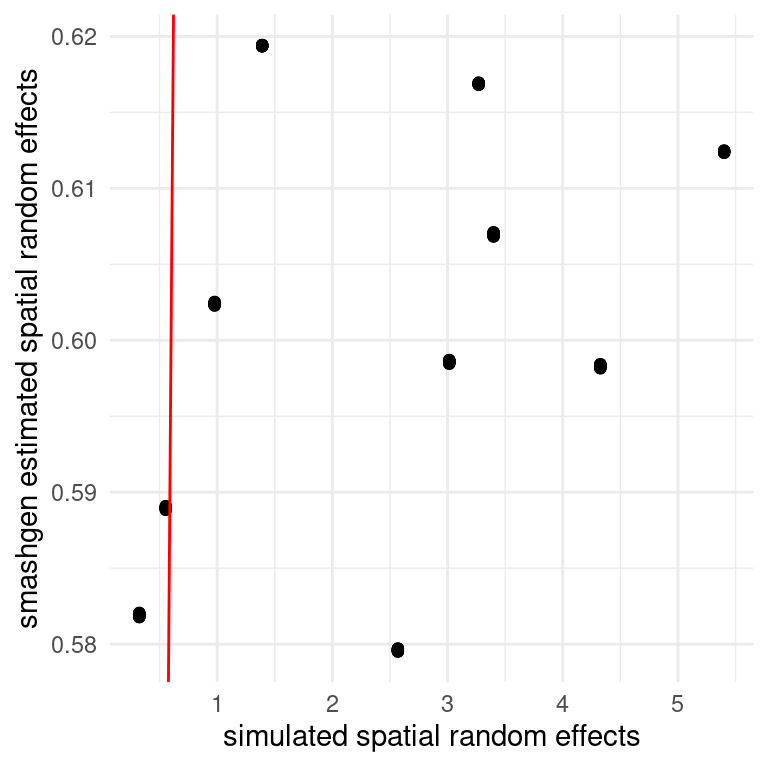 smashgen estimated spatial random effects
0.62
0.61
0.60
0.59
0.58
1 2 3 4 5
simulated spatial random effects